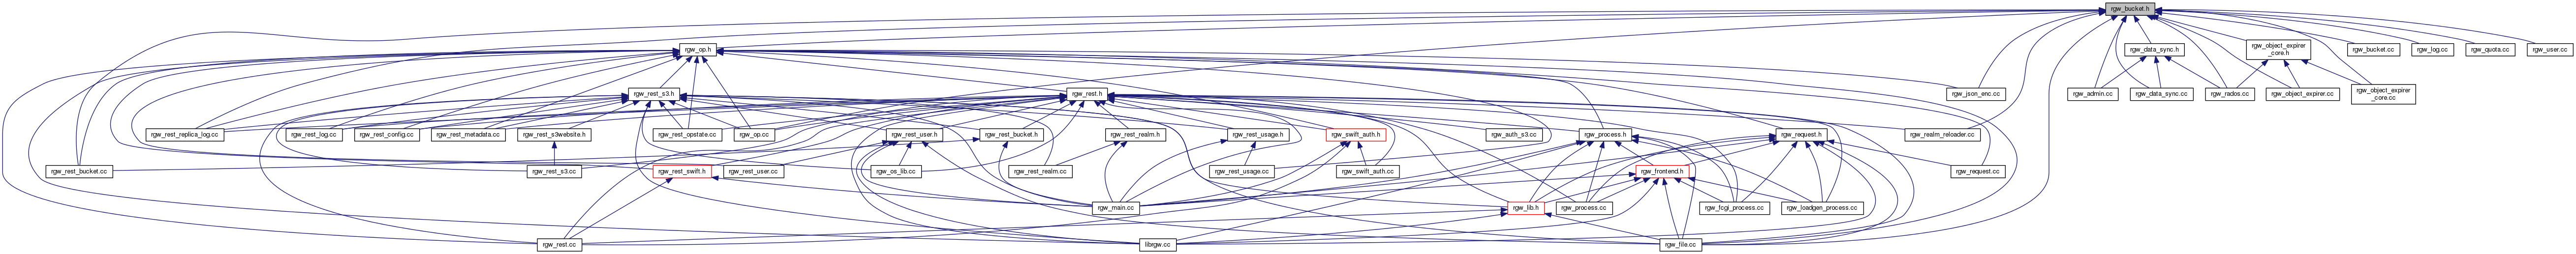 rgw_bucket.h
rgw_op.h
rgw_data_sync.h
rgw_object_expirer
_core.h
rgw_bucket.cc
rgw_log.cc
rgw_quota.cc
rgw_user.cc
rgw_rest_s3.h
rgw_rest.h
rgw_json_enc.cc
rgw_admin.cc
rgw_data_sync.cc
rgw_rados.cc
rgw_object_expirer.cc
rgw_object_expirer
_core.cc
rgw_rest_replica_log.cc
rgw_rest_log.cc
rgw_rest_config.cc
rgw_rest_metadata.cc
rgw_rest_s3website.h
rgw_rest_opstate.cc
rgw_op.cc
rgw_rest_user.h
rgw_rest_bucket.h
rgw_rest_realm.h
rgw_rest_usage.h
rgw_swift_auth.h
rgw_auth_s3.cc
rgw_process.h
rgw_request.h
rgw_realm_reloader.cc
rgw_rest_bucket.cc
rgw_rest_s3.cc
rgw_rest_swift.h
rgw_rest_user.cc
rgw_os_lib.cc
rgw_rest_realm.cc
rgw_rest_usage.cc
rgw_swift_auth.cc
rgw_frontend.h
rgw_request.cc
rgw_main.cc
rgw_lib.h
rgw_process.cc
rgw_fcgi_process.cc
rgw_loadgen_process.cc
rgw_rest.cc
librgw.cc
rgw_file.cc